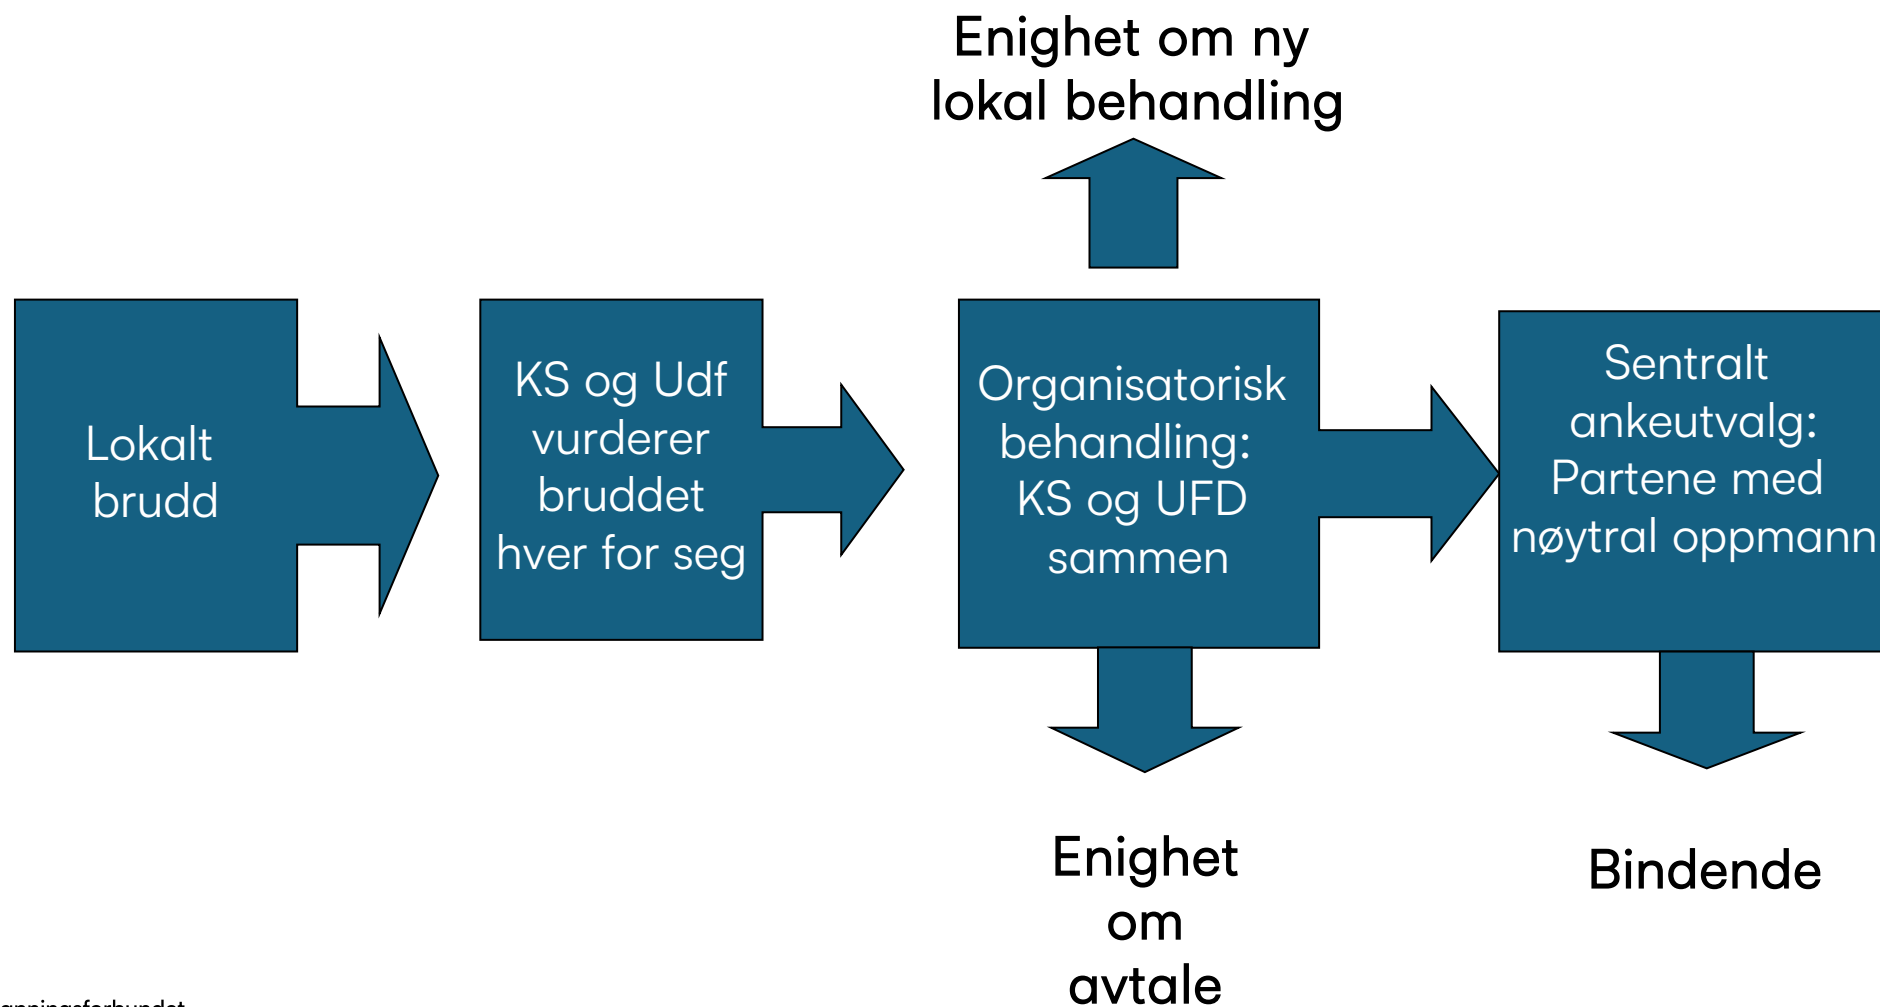 Enighet om ny
lokal behandling
Lokalt
brudd
KS og Udf
vurderer
bruddet
hver for seg
Organisatorisk
behandling:
KS og UFD
sammen
Sentralt
ankeutvalg:
Partene med
nøytral oppmann
Enighet
om
avtale
Bindende